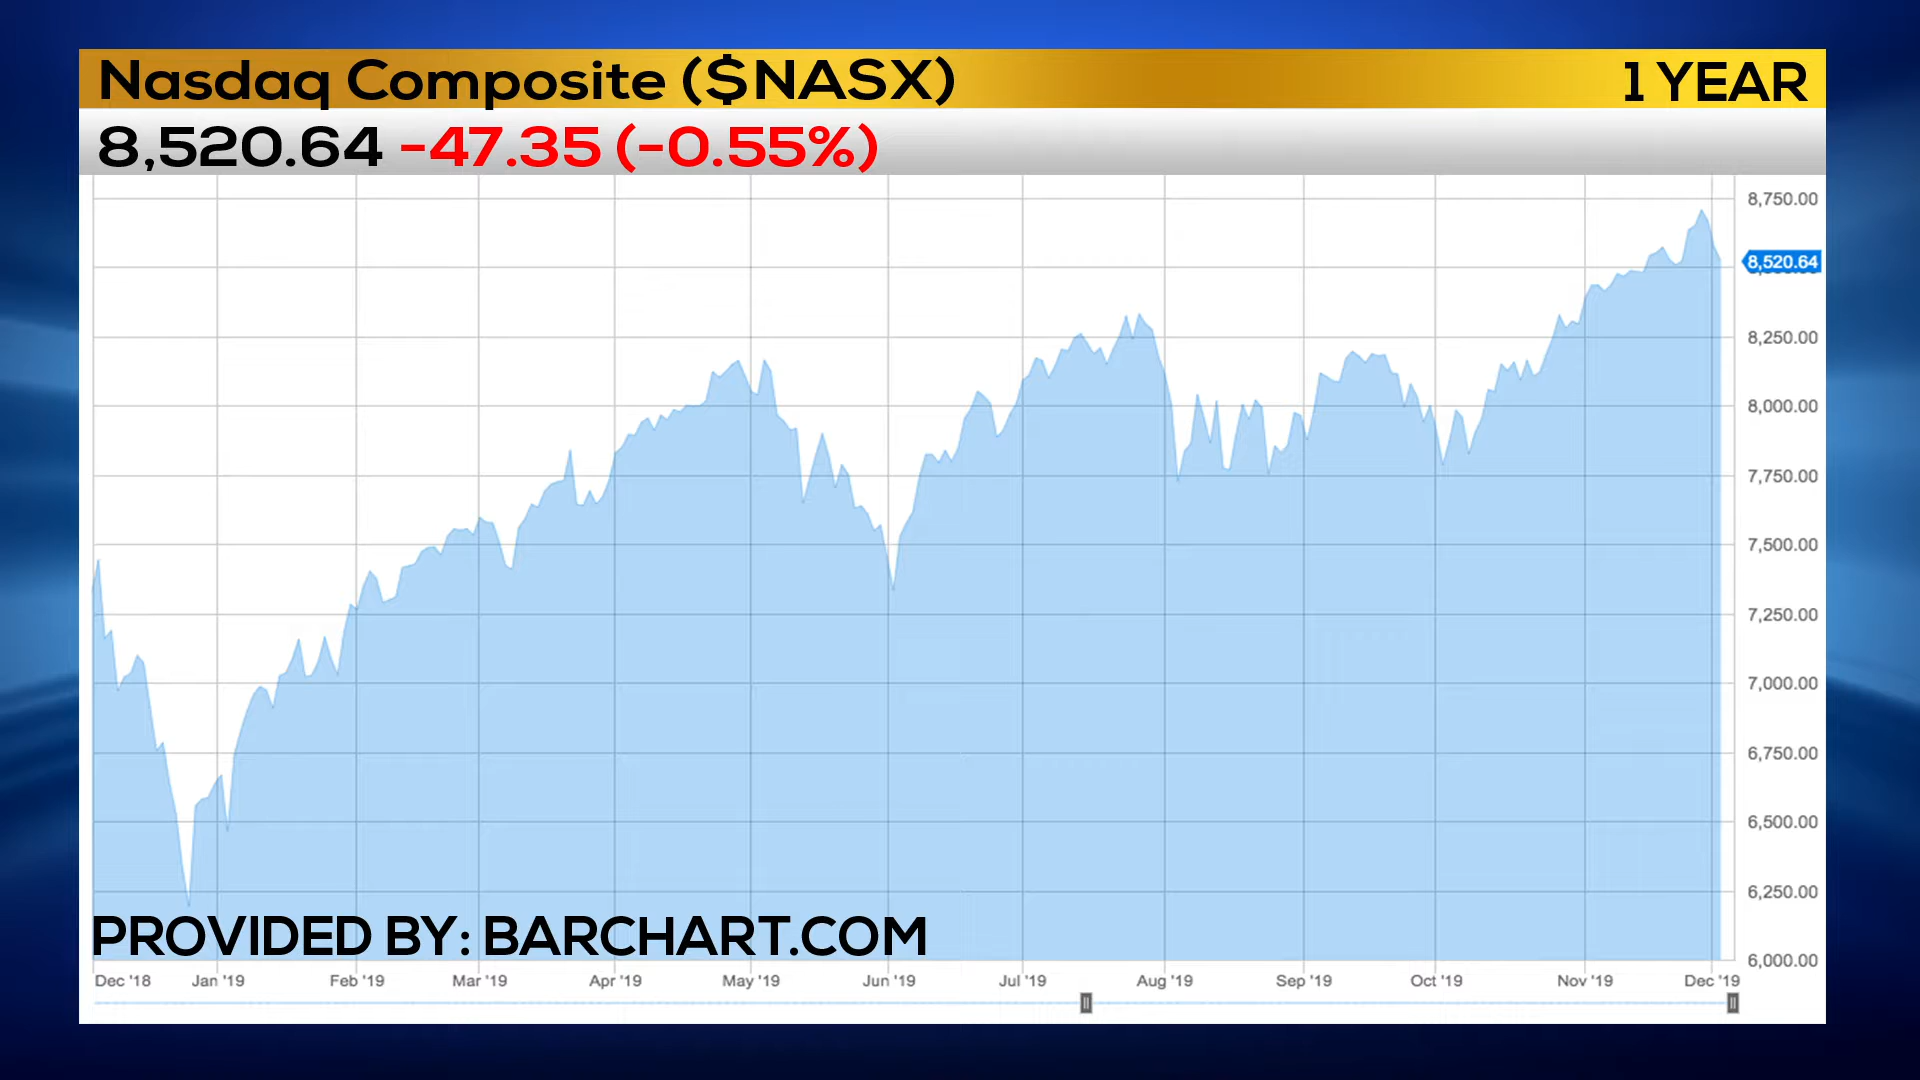 Nasdaq Composite ($NASX)
1 YEAR
8,520.64 -47.35 (-0.55%)
8,750.00
8,520.64
8,250.00
8,000.00
7,750.00
7,500.00
7,250.00
7,000.00
6,750.00
6,500.00
6,250.00
PROVIDED BY: BARCHART.COM
6,000.00
Dec '18 Jan '19 Feb '19 Mar '19 Apr '19 May '19 Jun '19 Jul '19 Aug '19 Sep '19 Oct '19 Nov '19 Dec '19